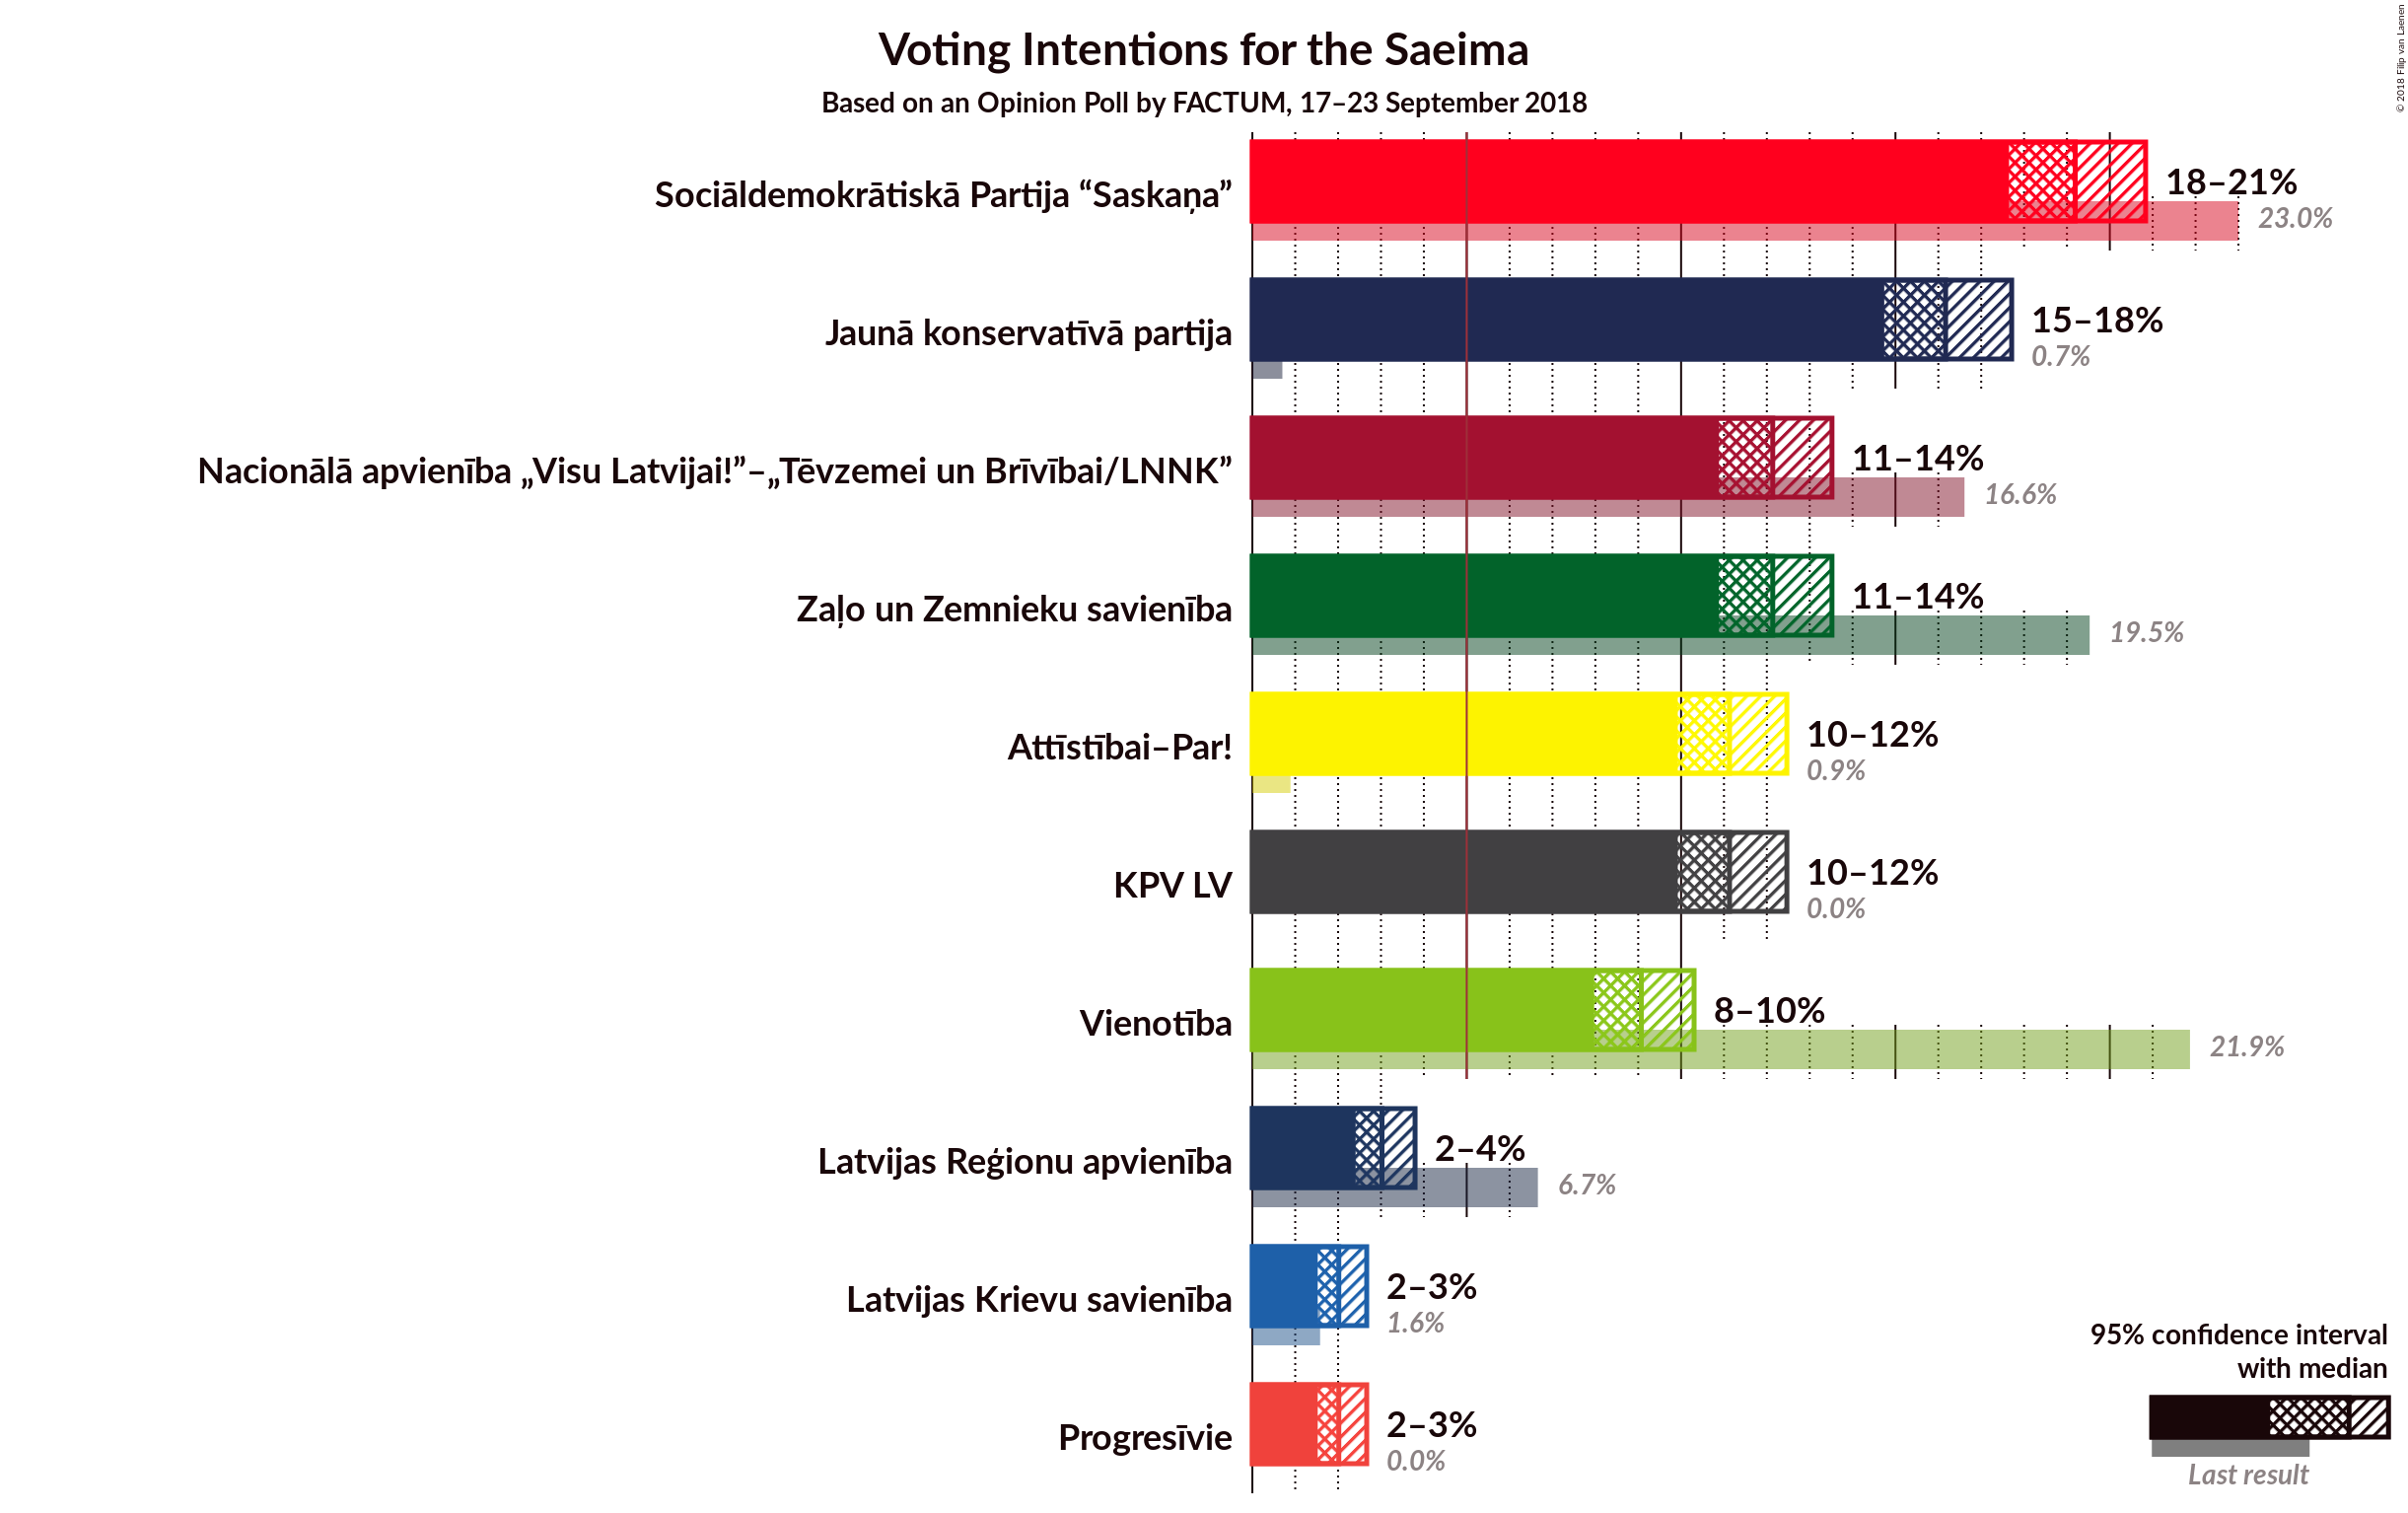 Voting Intentions for the Saeima
Based on an Opinion Poll by FACTUM, 17–23 September 2018
© 2018 Filip van Laenen
Sociāldemokrātiskā Partija “Saskaņa”
18–21%
23.0%
Jaunā konservatīvā partija
15–18%
0.7%
Nacionālā apvienība „Visu Latvijai!”–„Tēvzemei un Brīvībai/LNNK”
11–14%
16.6%
Zaļo un Zemnieku savienība
11–14%
19.5%
Attīstībai–Par!
10–12%
0.9%
KPV LV
10–12%
0.0%
Vienotība
8–10%
21.9%
Latvijas Reģionu apvienība
2–4%
6.7%
Latvijas Krievu savienība
2–3%
1.6%
Progresīvie
2–3%
0.0%
95% confidence interval
with median
Last result